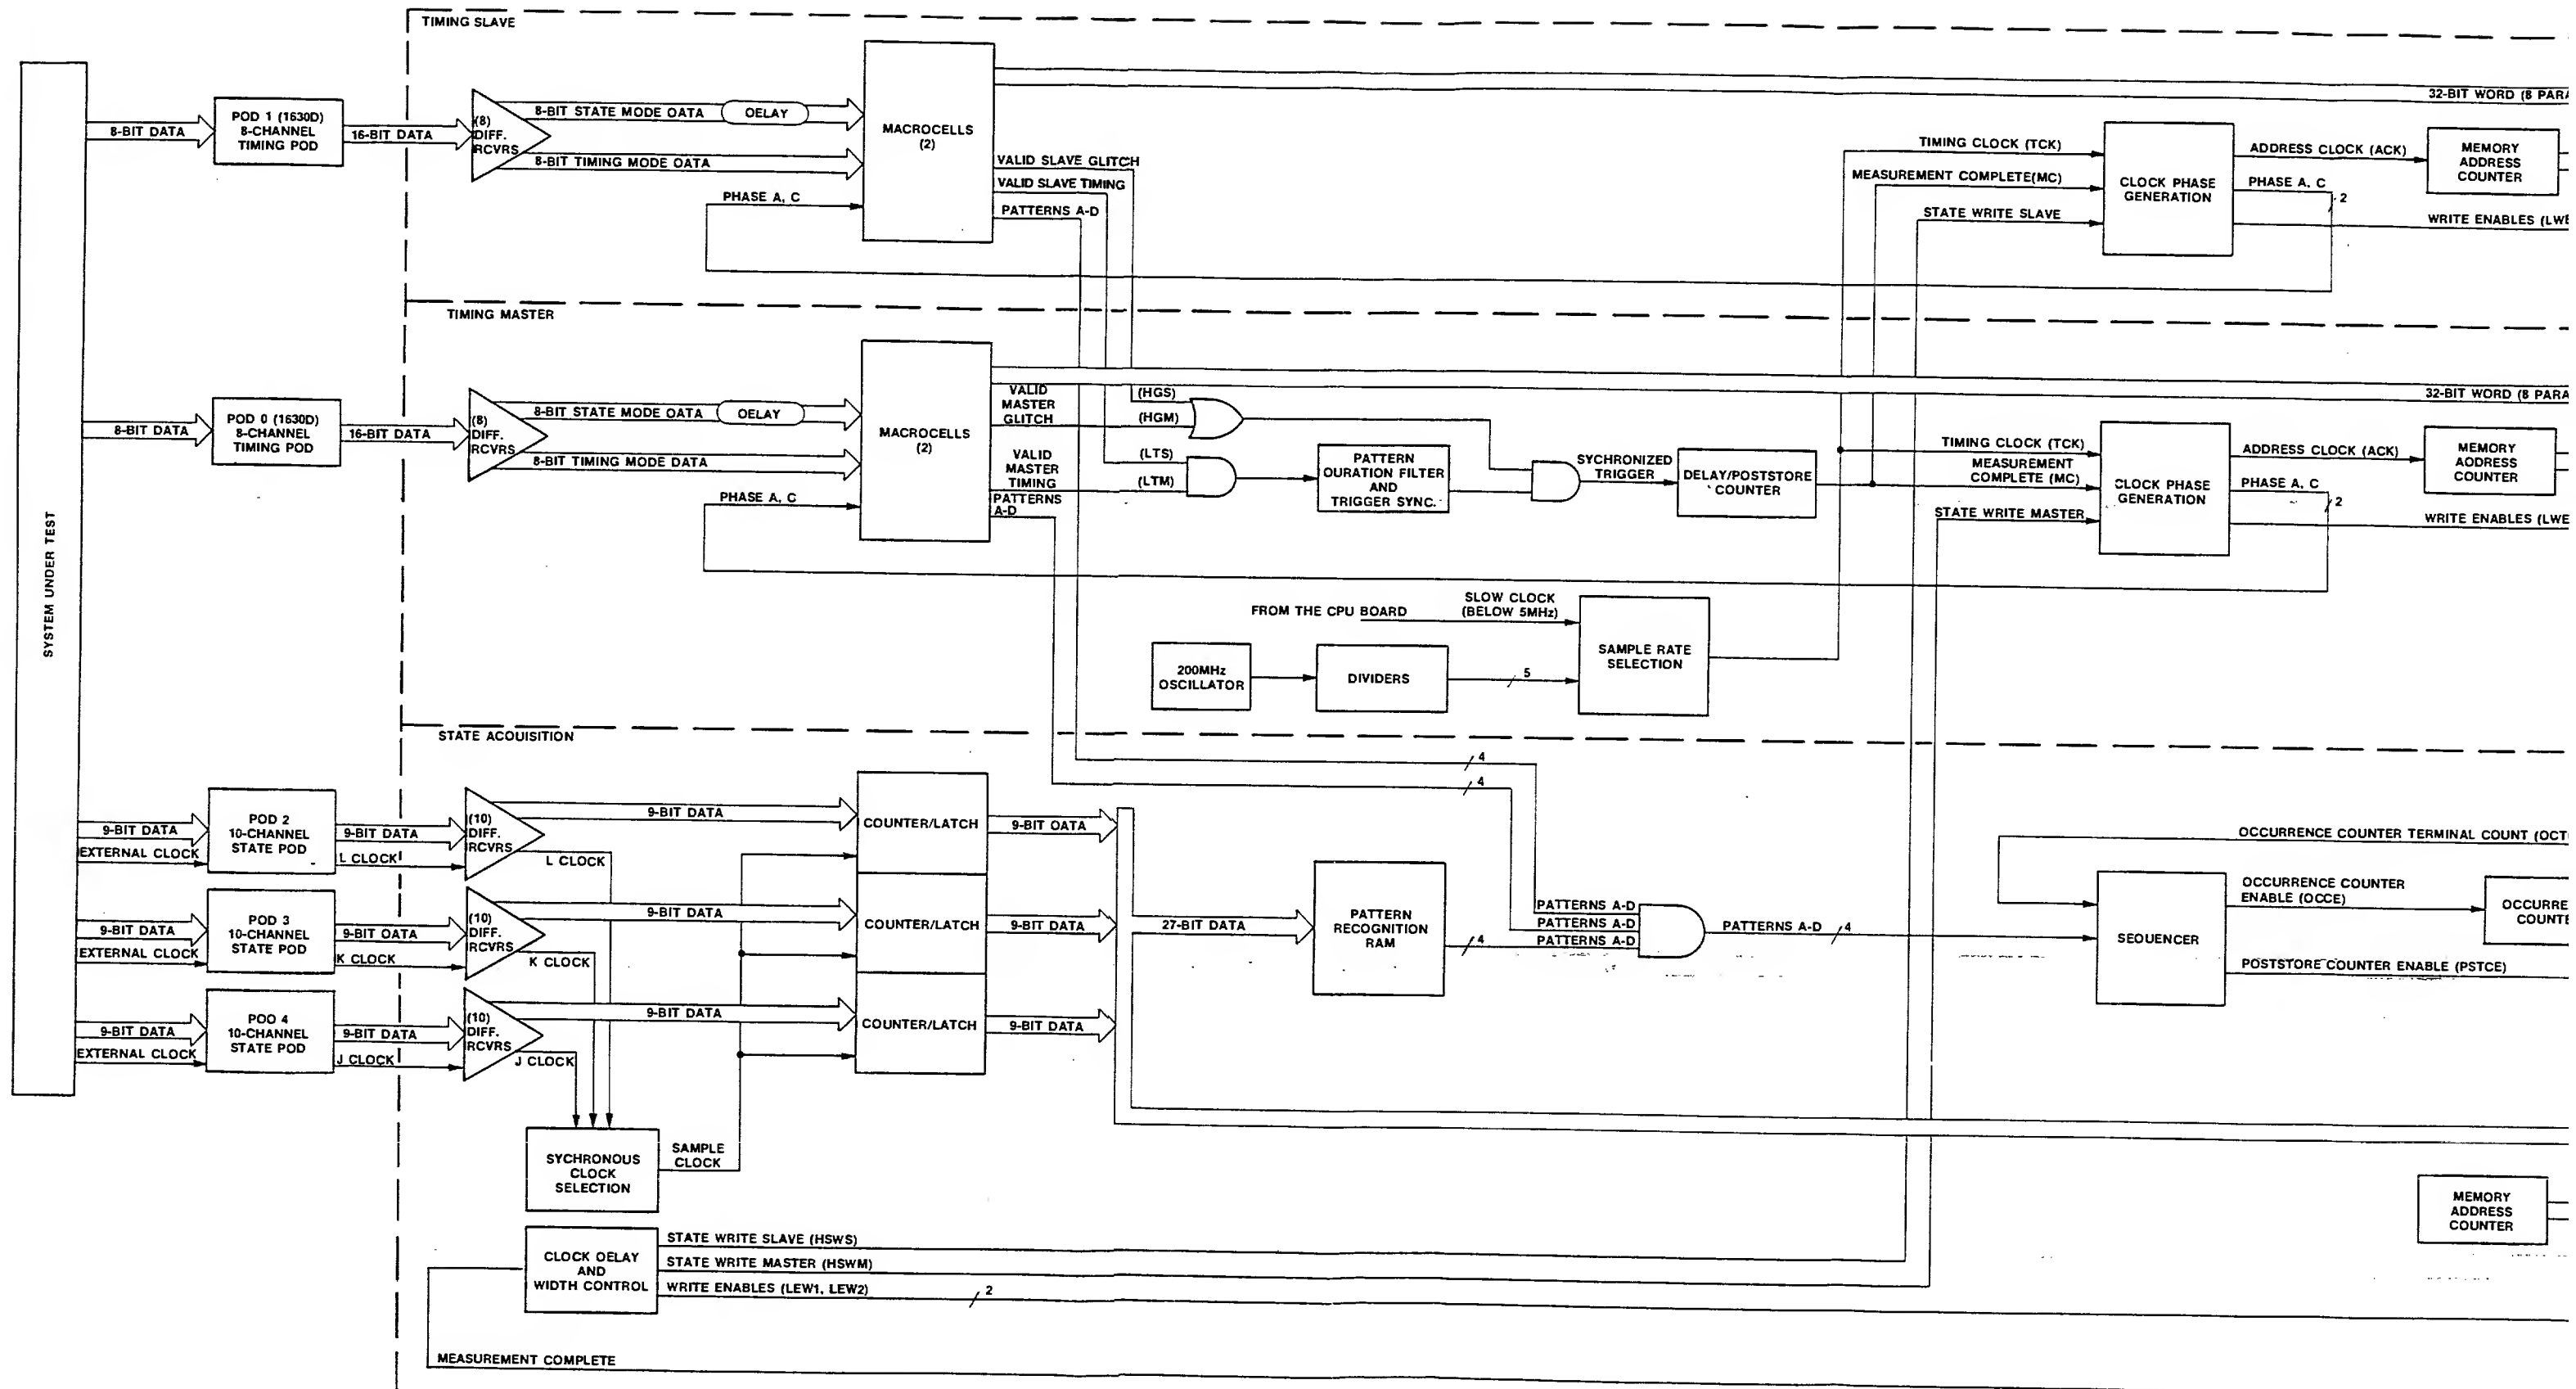 TIMING SLAVE
SYSTEM UNDER TEST
8-BIT DATA
POD 1 (1630D)
8-CHANNEL
TIMING POD
16-BIT DATA
(8)
DIFF.
RCVRS
8-BIT STATE MODE OATA
OELAY
8-BIT TIMING MODE OATA
PHASE A, C
MACROCELLS
(2)
VALID SLAVE GLITCH
VALID SLAVE TIMING
PATTERNS A-D
32-BIT WORD (8 PARA
TIMING CLOCK (TCK)
MEASUREMENT COMPLETE(MC)
STATE WRITE SLAVE
CLOCK PHASE
GENERATION
ADDRESS CLOCK (ACK)
PHASE A, C
2
WRITE ENABLES (LWE
MEMORY
ADDRESS
COUNTER
TIMING MASTER
8-BIT DATA
POD 0 (1630D)
8-CHANNEL
TIMING POD
16-BIT DATA
(8)
DIFF.
RCVRS
8-BIT STATE MODE OATA
OELAY
8-BIT TIMING MODE DATA
PHASE A, C
MACROCELLS
(2)
VALID
MASTER
GLITCH
VALID
MASTER
TIMING
PATTERNS
A-D
(HGS)
(HGM)
(LTS)
(LTM)
PATTERN
OURATION FILTER
AND
TRIGGER SYNC.
SYCHRONIZED
TRIGGER
DELAY/POSTSTORE
COUNTER
32-BIT WORD (8 PARA
TIMING CLOCK (TCK)
MEASUREMENT
COMPLETE (MC)
STATE WRITE MASTER
CLOCK PHASE
GENERATION
ADDRESS CLOCK (ACK)
PHASE A, C
2
WRITE ENABLES (LWE
MEMORY
AODRESS
COUNTER
FROM THE CPU BOARD
SLOW CLOCK
(BELOW 5MHz)
200MHz
OSCILLATOR
DIVIDERS
5
SAMPLE RATE
SELECTION
STATE ACOUISITION
4
4
9-BIT DATA
EXTERNAL CLOCK
POD 2
10-CHANNEL
STATE POD
9-BIT DATA
L CLOCK
(10)
DIFF.
RCVRS
9-BIT DATA
L CLOCK
COUNTER/LATCH
9-BIT OATA
9-BIT DATA
EXTERNAL CLOCK
POD 3
10-CHANNEL
STATE POD
9-BIT OATA
K CLOCK
(10)
DIFF.
RCVRS
9-BIT DATA
K CLOCK
COUNTER/LATCH
9-BIT DATA
9-BIT DATA
EXTERNAL CLOCK
POD 4
10-CHANNEL
STATE POD
9-BIT DATA
J CLOCK
(10)
DIFF.
RCVRS
9-BIT DATA
J CLOCK
COUNTER/LATCH
9-BIT DATA
27-BIT DATA
PATTERN
RECOGNITION
RAM
4
PATTERNS A-D
PATTERNS A-D
PATTERNS A-D
PATTERNS A-D
4
OCCURRENCE COUNTER TERMINAL COUNT (OCT
SEOUENCER
OCCURRENCE COUNTER
ENABLE (OCCE)
OCCURRE
COUNTE
POSTSTORE COUNTER ENABLE (PSTCE)
SYCHRONOUS
CLOCK
SELECTION
SAMPLE
CLOCK
MEMORY
ADDRESS
COUNTER
CLOCK OELAY
AND
WIDTH CONTROL
STATE WRITE SLAVE (HSWS)
STATE WRITE MASTER (HSWM)
WRITE ENABLES (LEW1, LEW2)
2
MEASUREMENT COMPLETE